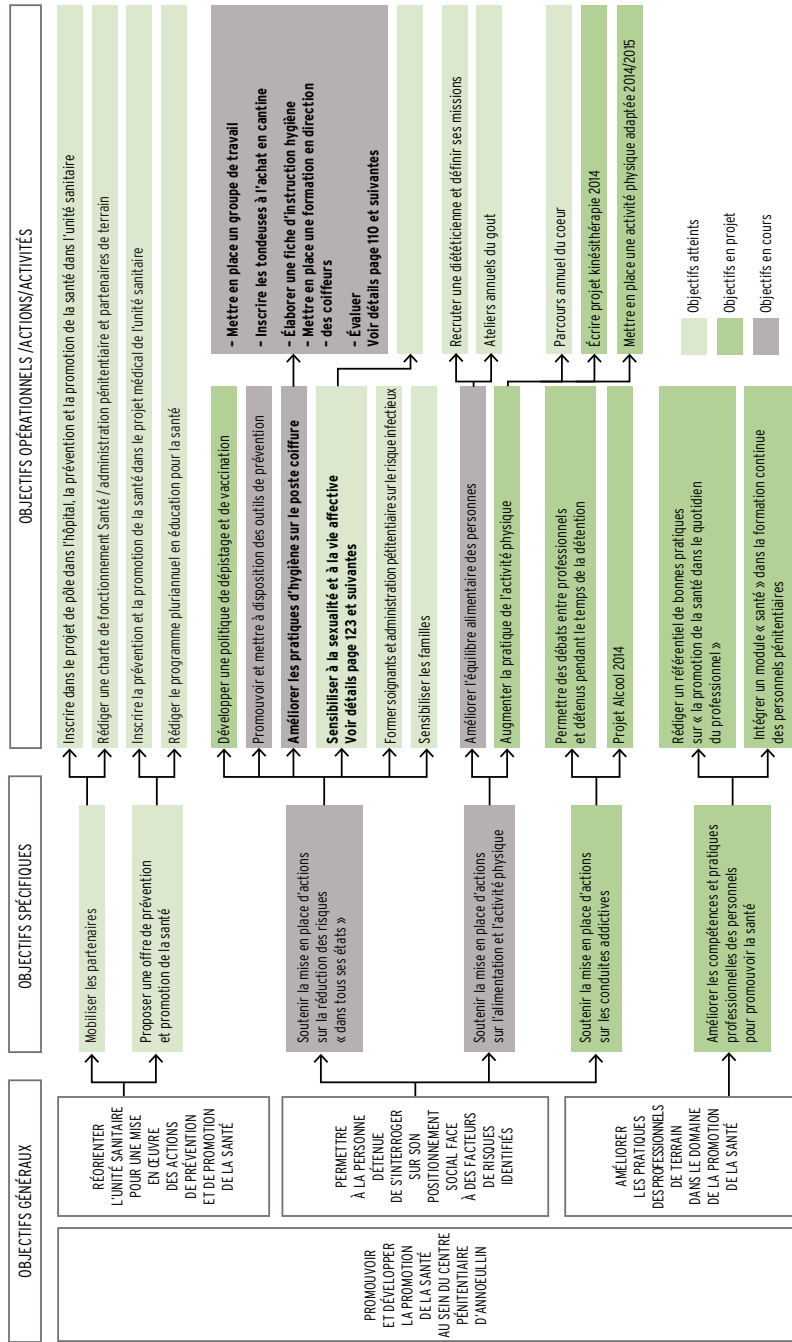 OBJECTIFS GÉNÉRAUX
OBJECTIFS SPÉCIFIQUES
OBJECTIFS OPÉRATIONNELS /ACTIONS/ACTIVITÉS
PROMOUVOIR
ET DÉVELOPPER
LA PROMOTION
DE LA SANTÉ
AU SEIN DU CENTRE
PÉNITENTIAIRE
D'ANNOEULLIN
RÉORIENTER
L'UNITÉ SANITAIRE
POUR UNE MISE
EN ŒUVRE
DES ACTIONS
DE PRÉVENTION
ET DE PROMOTION
DE LA SANTÉ
Mobiliser les partenaires
Inscrire dans le projet de pôle dans l'hôpital, la prévention et la promotion de la santé dans l'unité sanitaire
Rédiger une charte de fonctionnement Santé / administration pénitentiaire et partenaires de terrain
Proposer une offre de prévention
et promotion de la santé
Inscrire la prévention et la promotion de la santé dans le projet médical de l'unité sanitaire
Rédiger le programme pluriannuel en éducation pour la santé
PERMETTRE
À LA PERSONNE
DÉTENUE
DE S'INTERROGER
SUR SON
POSITIONNEMENT
SOCIAL FACE
À DES FACTEURS
DE RISQUES
IDENTIFIÉS
Soutenir la mise en place d'actions
sur la réduction des risques
« dans tous ses états »
Développer une politique de dépistage et de vaccination
Promouvoir et mettre à disposition des outils de prévention
Améliorer les pratiques d'hygiène sur le poste coiffure
– Mettre en place un groupe de travail
– Inscrire les tondeuses à l'achat en cantine
– Élaborer une fiche d'instruction hygiène
– Mettre en place une formation en direction
– des coiffeurs
– Évaluer
Voir détails page 110 et suivantes
Sensibiliser à la sexualité et à la vie affective
Voir détails page 123 et suivantes
Former soignants et administration pétitentiaire sur le risque infectieux
Sensibiliser les familles
Soutenir la mise en place d'actions
sur l'alimentation et l'activité physique
Améliorer l'équilibre alimentaire des personnes
Recruter une diététicienne et définir ses missions
Ateliers annuels du gout
Augmenter la pratique de l'activité physique
Parcours annuel du coeur
Écrire projet kinésithérapie 2014
Mettre en place une activité physique adaptée 2014/2015
Soutenir la mise en place d'actions
sur les conduites addictives
Permettre des débats entre professionnels
et détenus pendant le temps de la détention
Projet Alcool 2014
AMÉLIORER
LES PRATIQUES
DES PROFESSIONNELS
DE TERRAIN
DANS LE DOMAINE
DE LA PROMOTION
DE LA SANTÉ
Améliorer les compétences et pratiques
professionnelles des personnels
pour promouvoir la santé
Rédiger un référentiel de bonnes pratiques
sur « la promotion de la santé dans le quotidien
du professionnel »
Intégrer un module « santé » dans la formation continue
des personnels pénitentiaires
Objectifs atteints
Objectifs en projet
Objectifs en cours